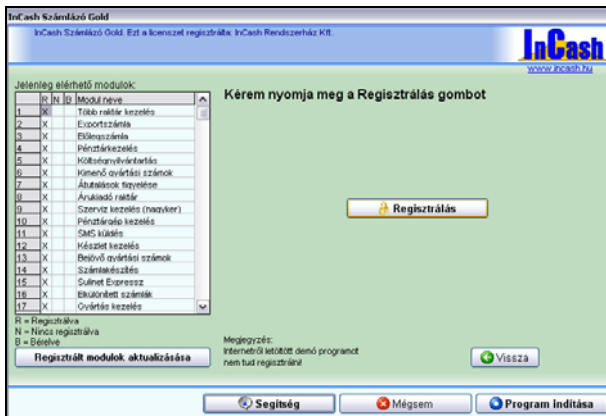 InCash Számlázó Gold
InCash Számlázó Gold. Ezt a licenszet regisztrálta: InCash Rendszerház Kft.
InCash
www.incash.hu
Jelenleg elérhető modulok:
R N B Modul neve
1 X Több raktár kezelés
2 X Exportszámla
3 X Előlegszámla
4 X Pénztárkezelés
5 X Költségnyilvántartás
6 X Kimenő gyártási számok
7 X Átutalások figyelése
8 X Árukiadó raktár
9 X Szerviz kezelés (nagyker)
10 X Pénztárgép kezelés
11 X SMS küldés
12 X Készlet kezelés
13 X Bejövő gyártási számok
14 X Számlakészítés
15 X Sulinet Expressz
16 X Elkülönített számlák
17 X Gyártás kezelés
R = Regisztrálva
N = Nincs regisztrálva
B = Bérelve
Regisztrált modulok aktualizásása
Kérem nyomja meg a Regisztrálás gombot
Regisztrálás
Megjegyzés:
Internetről letöltött demó programot
nem tud regisztrálni!
Vissza
Segítség
Mégsem
Program indítása